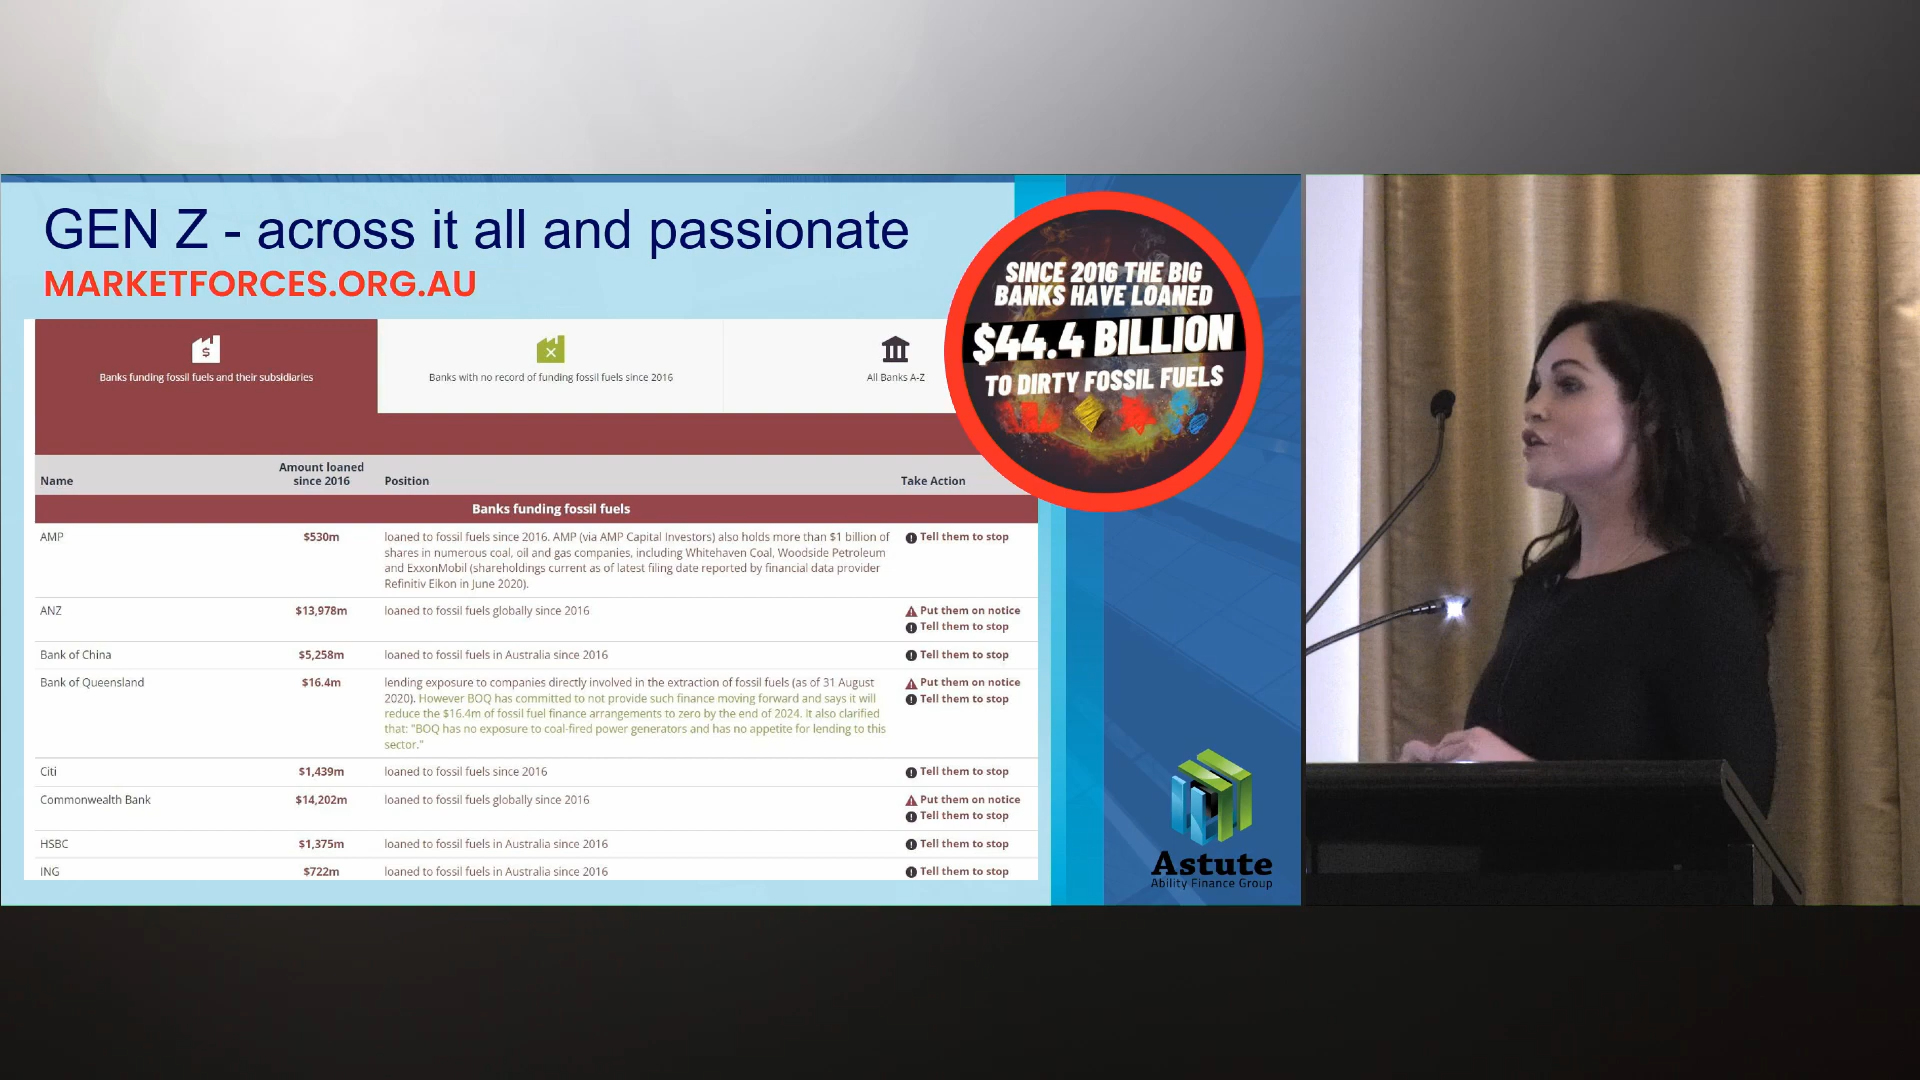 GEN Z - across it all and passionate
MARKETFORCES.ORG.AU
SINCE 2016 THE BIG
BANKS HAVE LOANED
$44.4 BILLION
TO DIRTY FOSSIL FUELS
Banks funding fossil fuels and their subsidiaries
Banks with no record of funding fossil fuels since 2016
All Banks A-Z
Name
Amount loaned
since 2016
Position
Take Action
Banks funding fossil fuels
AMP
$530m
loaned to fossil fuels since 2016. AMP (via AMP Capital Investors) also holds more than $1 billion of
shares in numerous coal, oil and gas companies, including Whitehaven Coal, Woodside Petroleum
and ExxonMobil (shareholdings current as of latest filing date reported by financial data provider
Refinitiv Eikon in June 2020).
Tell them to stop
ANZ
$13,978m
loaned to fossil fuels globally since 2016
Put them on notice
Tell them to stop
Bank of China
$5,258m
loaned to fossil fuels in Australia since 2016
Tell them to stop
Bank of Queensland
$16.4m
lending exposure to companies directly involved in the extraction of fossil fuels (as of 31 August
2020). However BOQ has committed to not provide such finance moving forward and says it will
reduce the $16.4m of fossil fuel finance arrangements to zero by the end of 2024. It also clarified
that: "BOQ has no exposure to coal-fired power generators and has no appetite for lending to this
sector."
Put them on notice
Tell them to stop
Citi
$1,439m
loaned to fossil fuels since 2016
Tell them to stop
Commonwealth Bank
$14,202m
loaned to fossil fuels globally since 2016
Put them on notice
Tell them to stop
HSBC
$1,375m
loaned to fossil fuels in Australia since 2016
Tell them to stop
ING
$722m
loaned to fossil fuels in Australia since 2016
Tell them to stop
Astute
Ability Finance Group